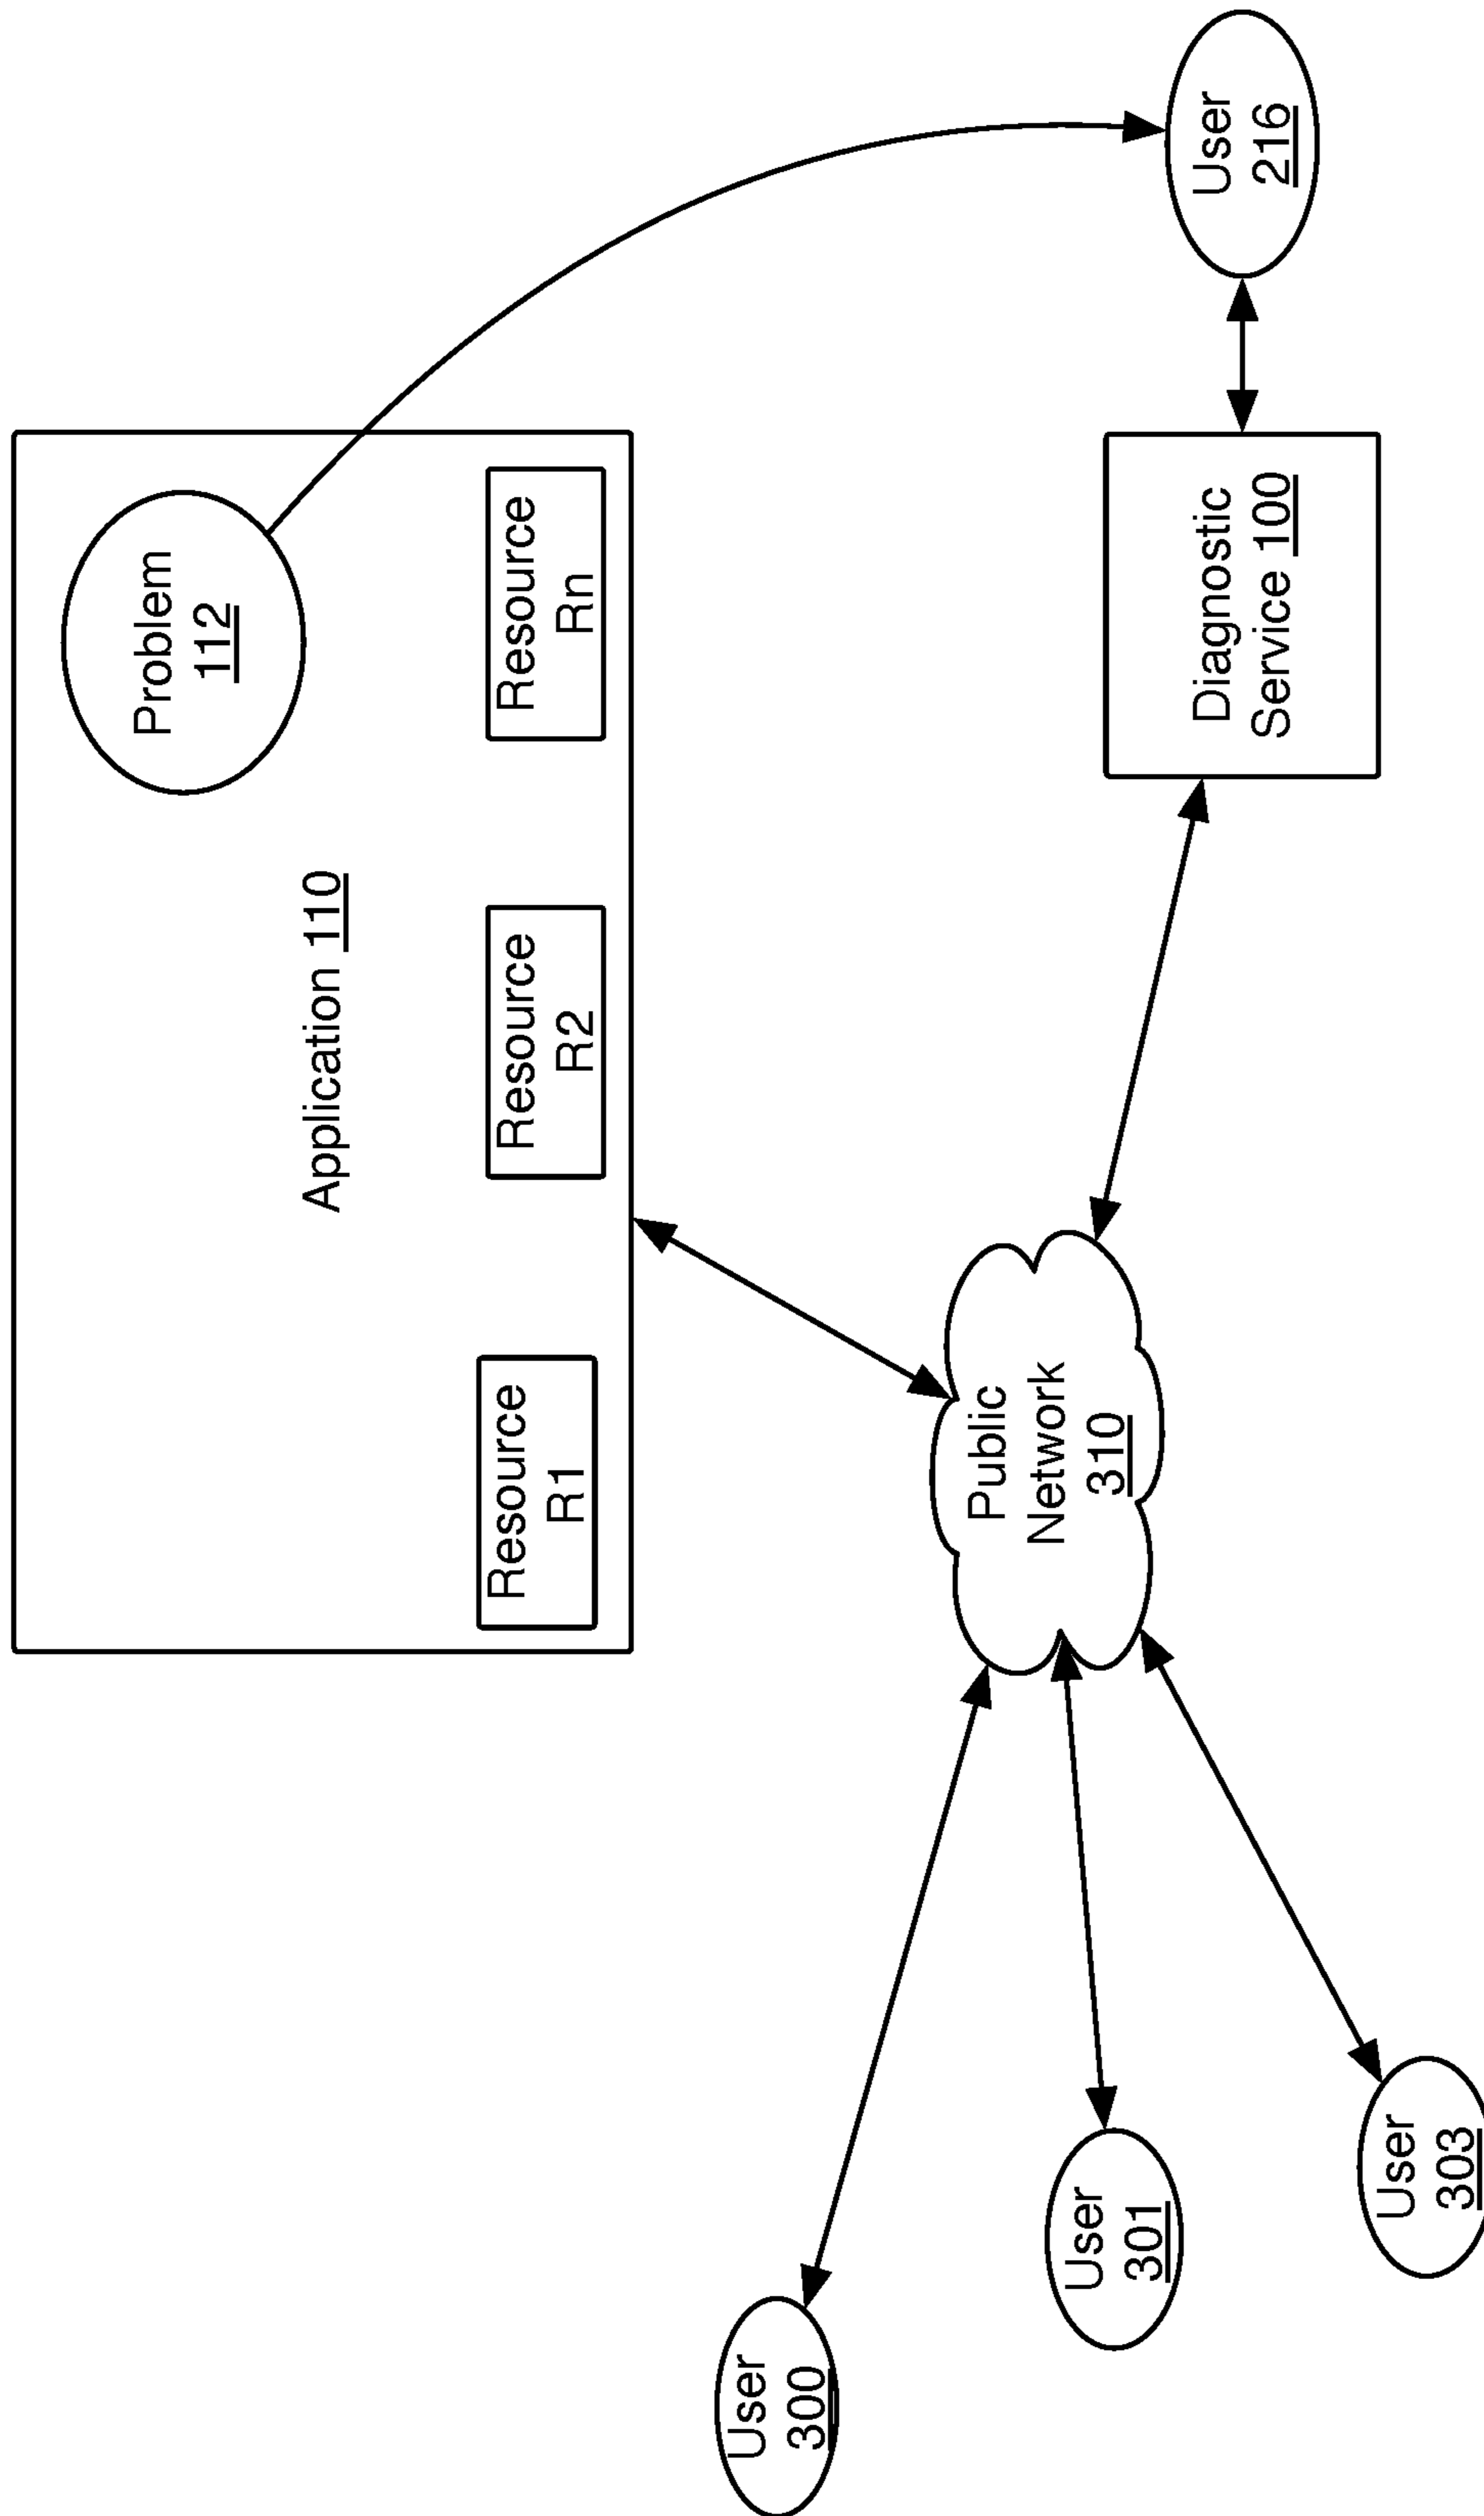 Problem
112
Application 110
Resource
R1
Resource
R2
Resource
Rn
Public
Network
310
User
300
User
301
User
303
Diagnostic
Service 100
User
216